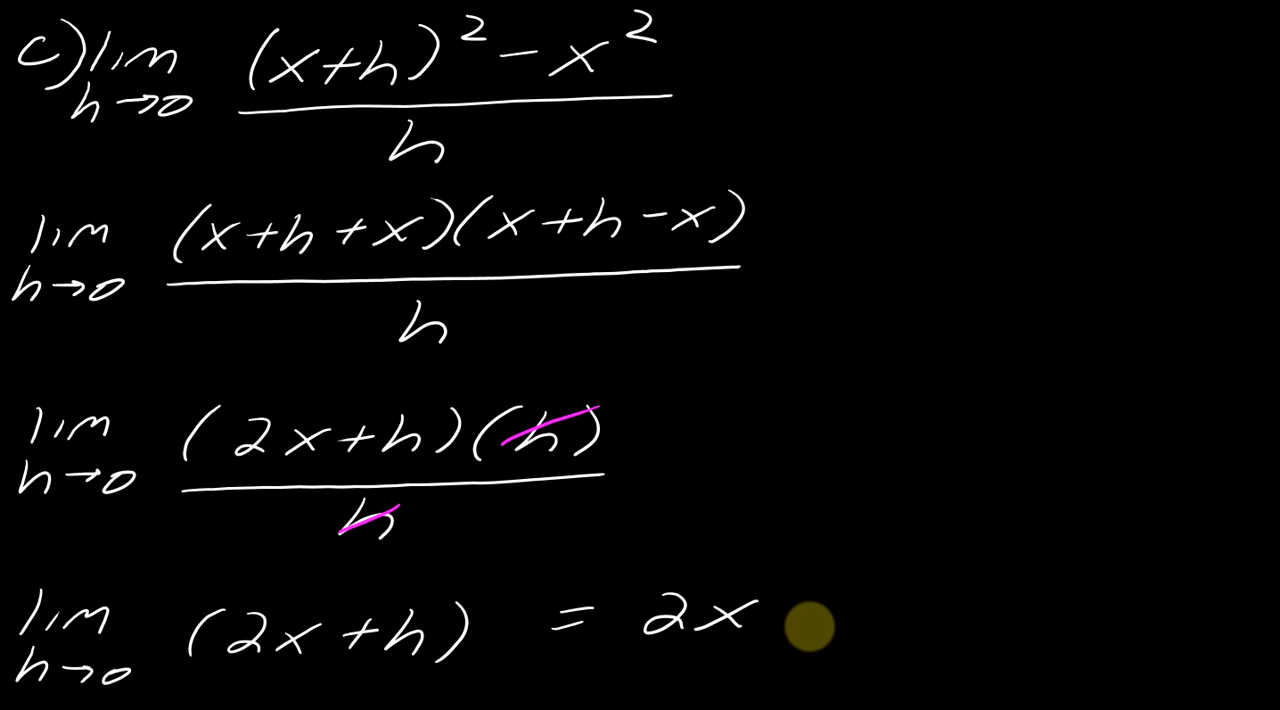 c) lim h→0 ((x+h)² − x²)/h
lim h→0 ((x+h+x)(x+h−x))/h
lim h→0 ((2x+h)(h))/h
lim h→0 (2x+h) = 2x